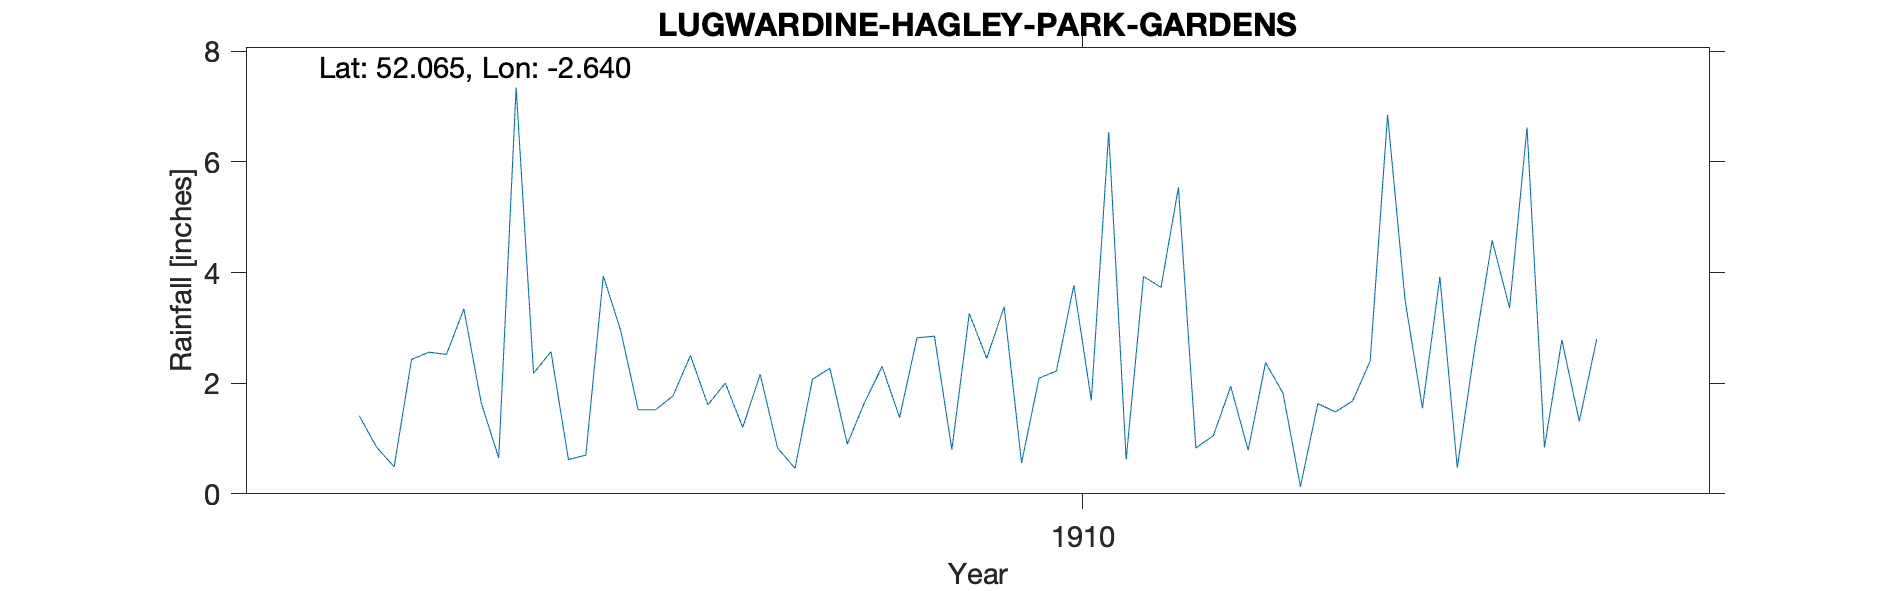 LUGWARDINE-HAGLEY-PARK-GARDENS
Lat: 52.065, Lon: -2.640
8
6
4
2
0
Rainfall [inches]
1910
Year